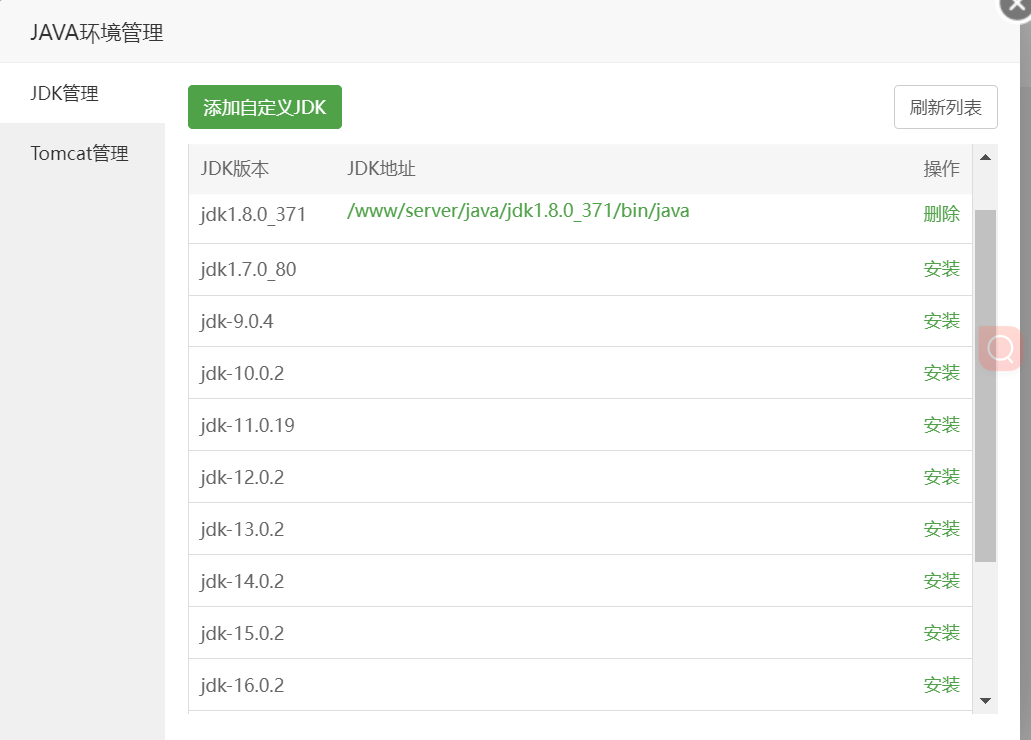 JAVA环境管理
JDK管理
Tomcat管理
添加自定义JDK
刷新列表
JDK版本 JDK地址 操作
jdk1.8.0_371 /www/server/java/jdk1.8.0_371/bin/java 删除
jdk1.7.0_80 安装
jdk-9.0.4 安装
jdk-10.0.2 安装
jdk-11.0.19 安装
jdk-12.0.2 安装
jdk-13.0.2 安装
jdk-14.0.2 安装
jdk-15.0.2 安装
jdk-16.0.2 安装